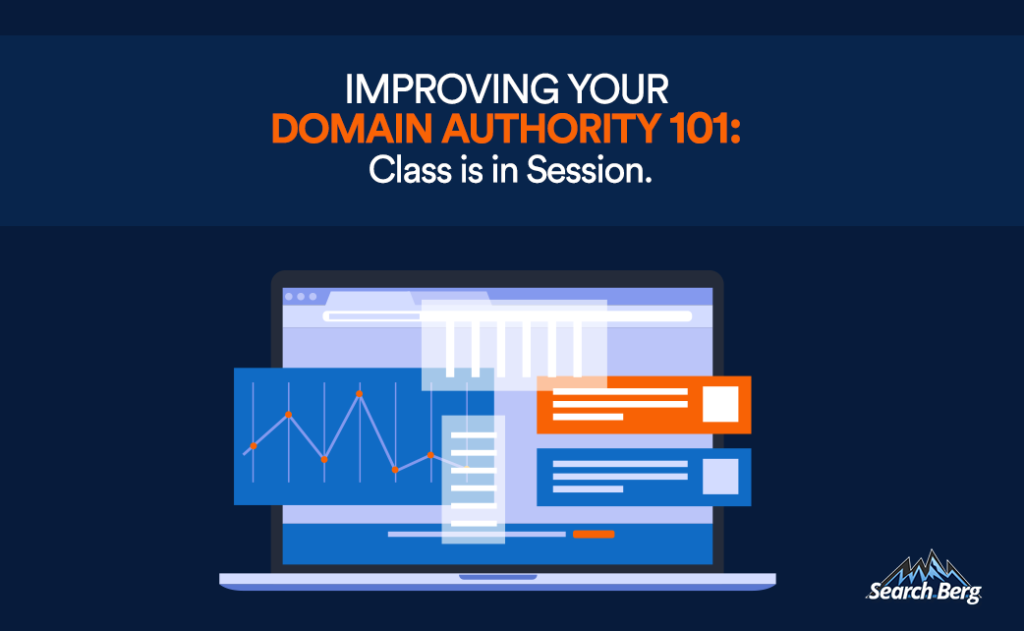 IMPROVING YOUR
DOMAIN AUTHORITY 101:
Class is in Session.
Search Berg